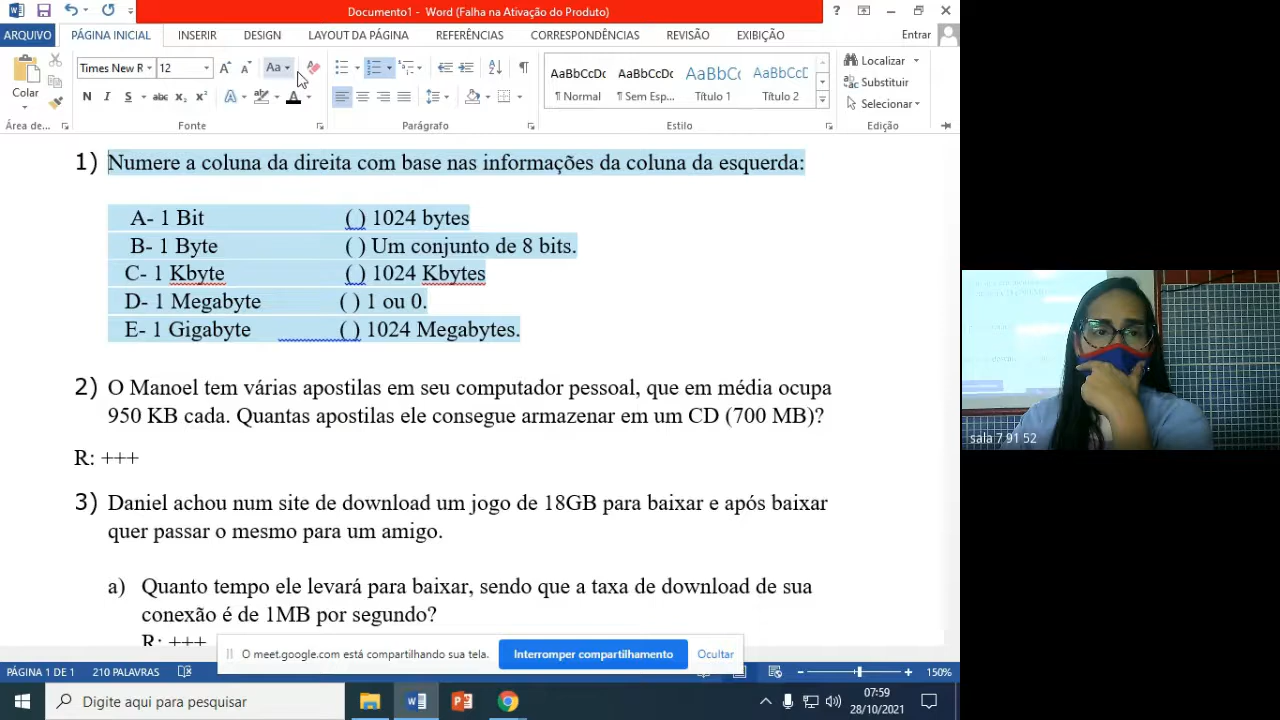 Documento1 - Word (Falha na Ativação do Produto)
ARQUIVO PÁGINA INICIAL INSERIR DESIGN LAYOUT DA PÁGINA REFERÊNCIAS CORRESPONDÊNCIAS REVISÃO EXIBIÇÃO Entrar
Times New R 12 Aa
Colar
N I S abc x₂ x² A A
AaBbCcDc AaBbCcDc AaBbCc AaBbCcD
¶ Normal ¶ Sem Esp... Título 1 Título 2
Localizar
Substituir
Selecionar
Área de... Fonte Parágrafo Estilo Edição
1) Numere a coluna da direita com base nas informações da coluna da esquerda:
A- 1 Bit ( ) 1024 bytes
B- 1 Byte ( ) Um conjunto de 8 bits.
C- 1 Kbyte ( ) 1024 Kbytes
D- 1 Megabyte ( ) 1 ou 0.
E- 1 Gigabyte ( ) 1024 Megabytes.
2) O Manoel tem várias apostilas em seu computador pessoal, que em média ocupa
950 KB cada. Quantas apostilas ele consegue armazenar em um CD (700 MB)?
R: +++
3) Daniel achou num site de download um jogo de 18GB para baixar e após baixar
quer passar o mesmo para um amigo.
a) Quanto tempo ele levará para baixar, sendo que a taxa de download de sua
conexão é de 1MB por segundo?
R: +++
O meet.google.com está compartilhando sua tela. Interromper compartilhamento Ocultar
PÁGINA 1 DE 1 210 PALAVRAS 150%
Digite aqui para pesquisar
07:59
28/10/2021
sala 7 91 52